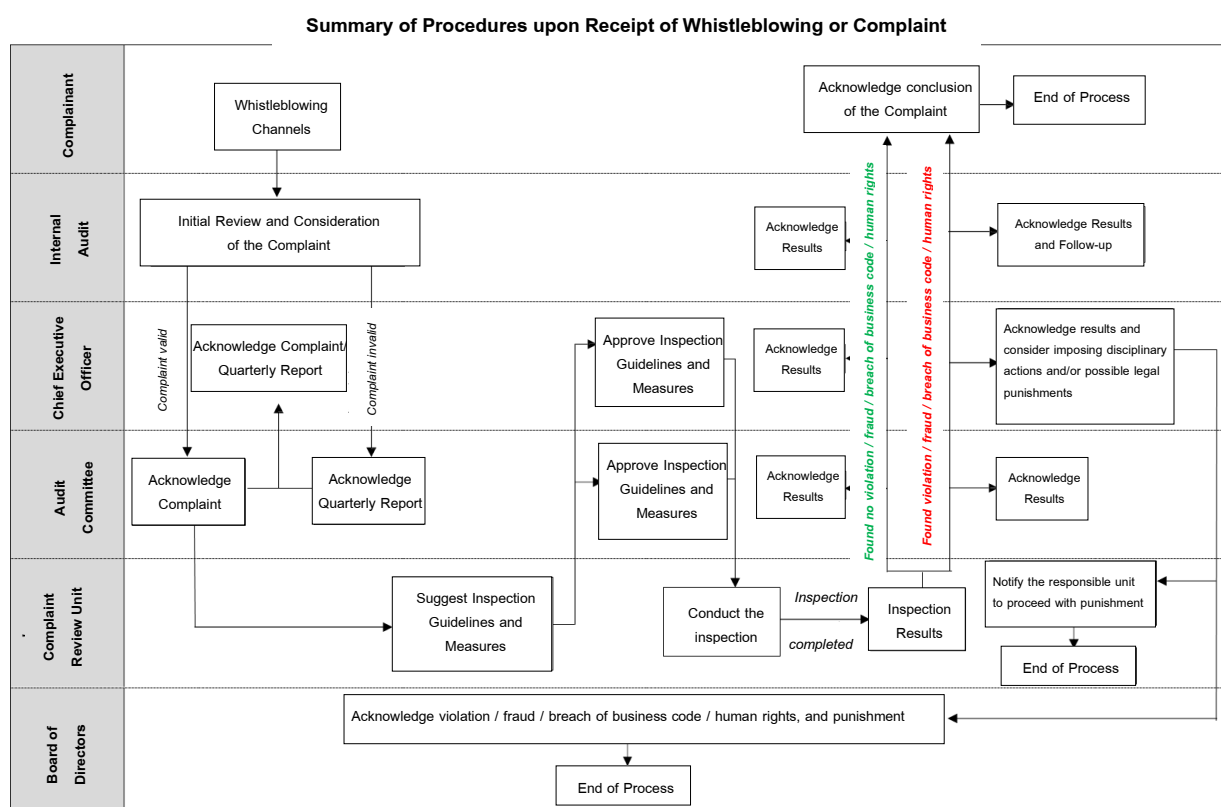 Summary of Procedures upon Receipt of Whistleblowing or Complaint
Complainant
Whistleblowing
Channels
Acknowledge conclusion
of the Complaint
End of Process
Internal
Audit
Initial Review and Consideration
of the Complaint
Acknowledge
Results
Acknowledge Results
and Follow-up
Found no violation / fraud / breach of business code / human rights
Found violation / fraud / breach of business code / human rights
Chief Executive
Officer
Complaint valid
Acknowledge Complaint/
Quarterly Report
Complaint invalid
Approve Inspection
Guidelines and
Measures
Acknowledge
Results
Acknowledge results and
consider imposing disciplinary
actions and/or possible legal
punishments
Audit
Committee
Acknowledge
Complaint
Acknowledge
Quarterly Report
Approve Inspection
Guidelines and
Measures
Acknowledge
Results
Acknowledge
Results
Complaint
Review Unit
Suggest Inspection
Guidelines and
Measures
Conduct the
inspection
Inspection
completed
Inspection
Results
Notify the responsible unit
to proceed with punishment
End of Process
Board of
Directors
Acknowledge violation / fraud / breach of business code / human rights, and punishment
End of Process